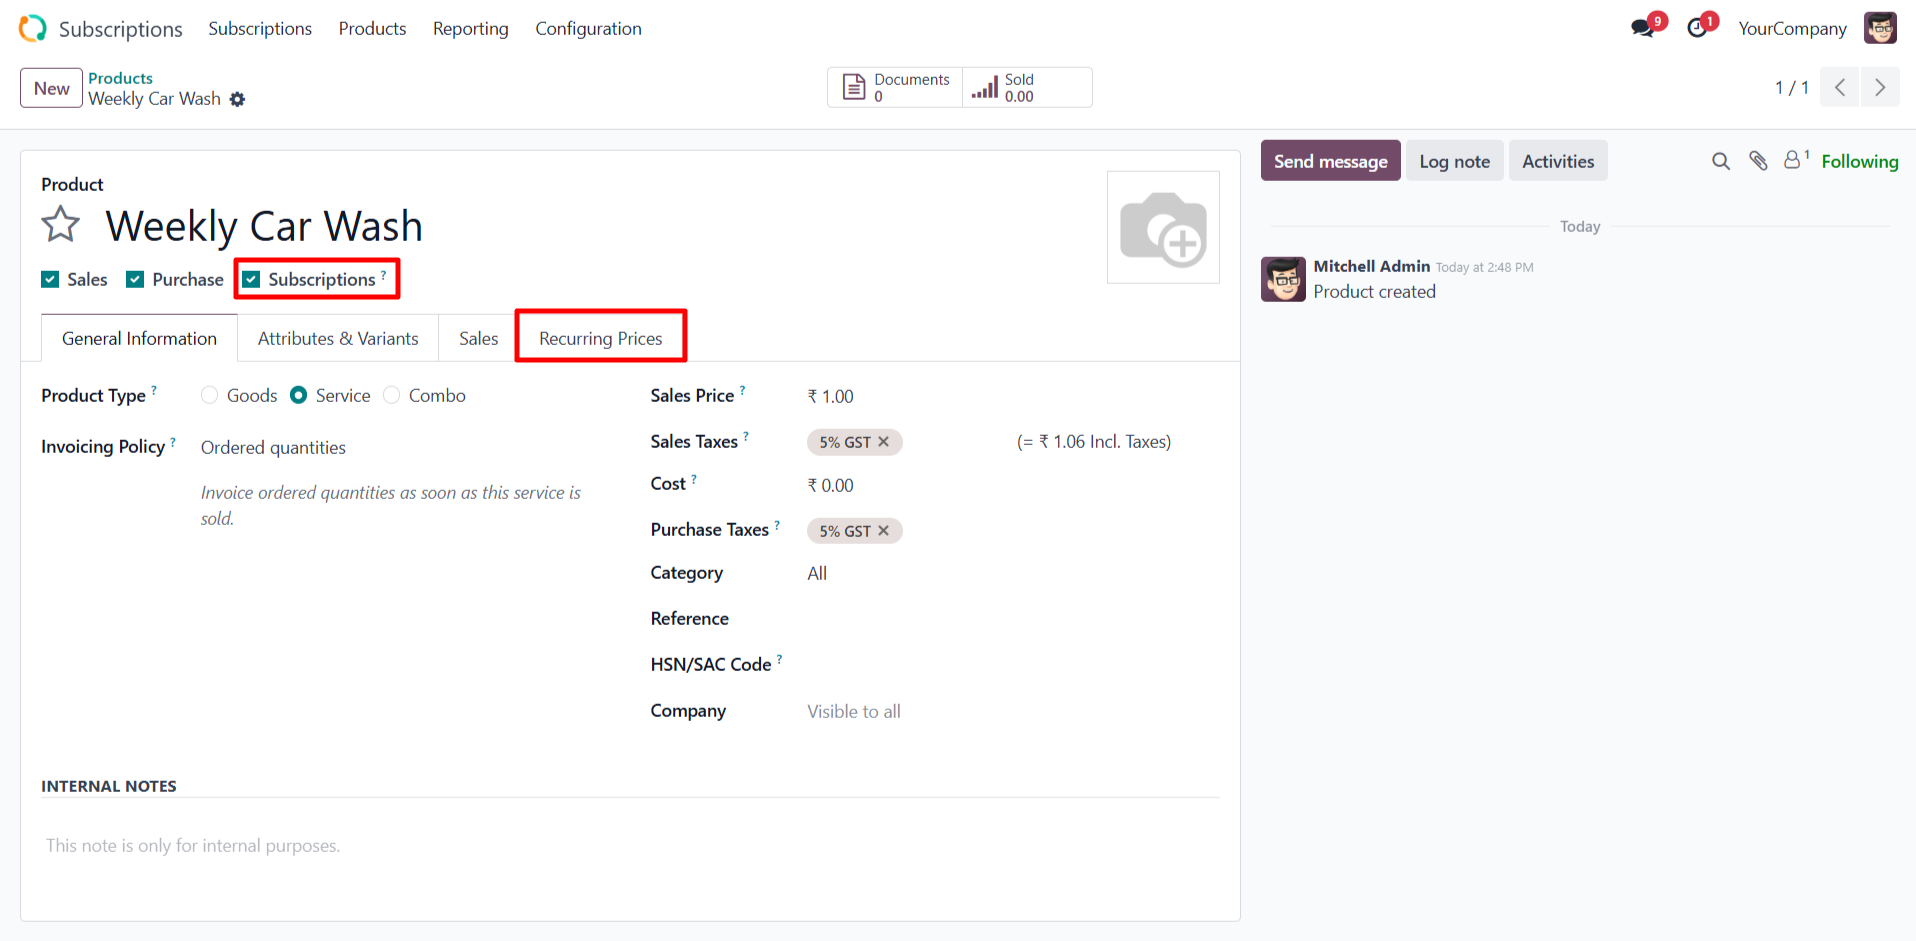 Subscriptions Subscriptions Products Reporting Configuration 9 1 YourCompany
New Products
Weekly Car Wash
Documents
0
Sold
0.00
1 / 1
Send message Log note Activities 1 Following
Product
Weekly Car Wash
Sales Purchase Subscriptions ?
General Information Attributes & Variants Sales Recurring Prices
Product Type ? Goods Service Combo
Invoicing Policy ? Ordered quantities
Invoice ordered quantities as soon as this service is
sold.
Sales Price ? ₹ 1.00
Sales Taxes ? 5% GST (= ₹ 1.06 Incl. Taxes)
Cost ? ₹ 0.00
Purchase Taxes ? 5% GST
Category All
Reference
HSN/SAC Code ?
Company Visible to all
INTERNAL NOTES
This note is only for internal purposes.
Today
Mitchell Admin Today at 2:48 PM
Product created